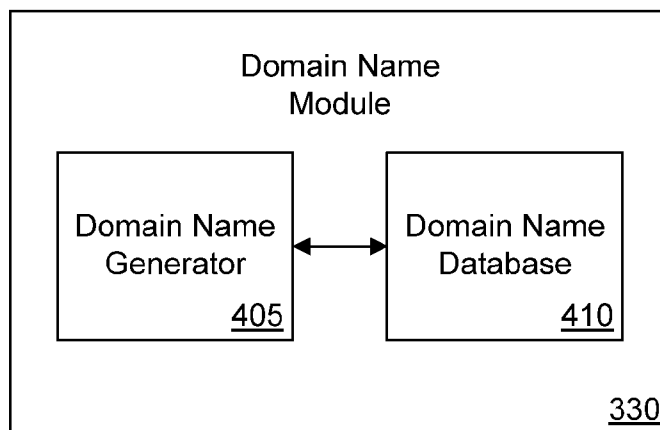 Domain Name
Module
Domain Name
Generator
405
Domain Name
Database
410
330